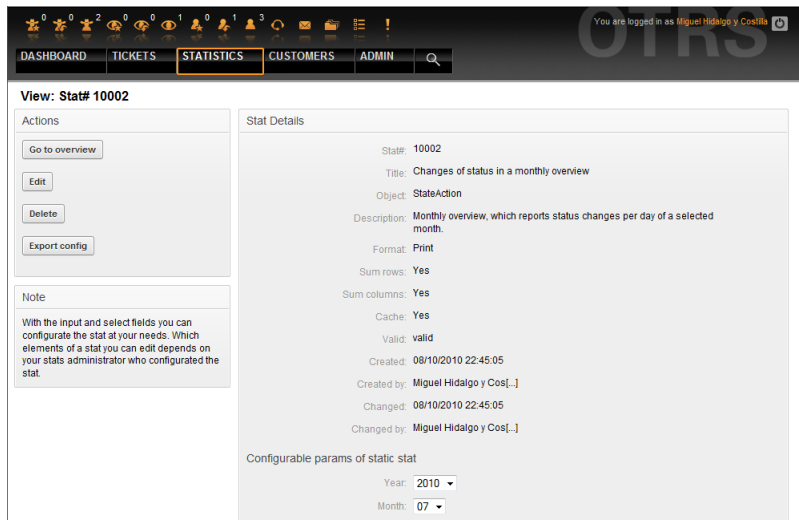 0 0 2 0 0 1 0 1 3
You are logged in as Miguel Hidalgo y Costilla
OTRS
DASHBOARD TICKETS STATISTICS CUSTOMERS ADMIN
View: Stat# 10002
Actions
Go to overview
Edit
Delete
Export config
Note
With the input and select fields you can
configurate the stat at your needs. Which
elements of a stat you can edit depends on
your stats administrator who configurated the
stat.
Stat Details
Stat#: 10002
Title: Changes of status in a monthly overview
Object: StateAction
Description: Monthly overview, which reports status changes per day of a selected
month.
Format: Print
Sum rows: Yes
Sum columns: Yes
Cache: Yes
Valid: valid
Created: 08/10/2010 22:45:05
Created by: Miguel Hidalgo y Cos[...]
Changed: 08/10/2010 22:45:05
Changed by: Miguel Hidalgo y Cos[...]
Configurable params of static stat
Year: 2010
Month: 07